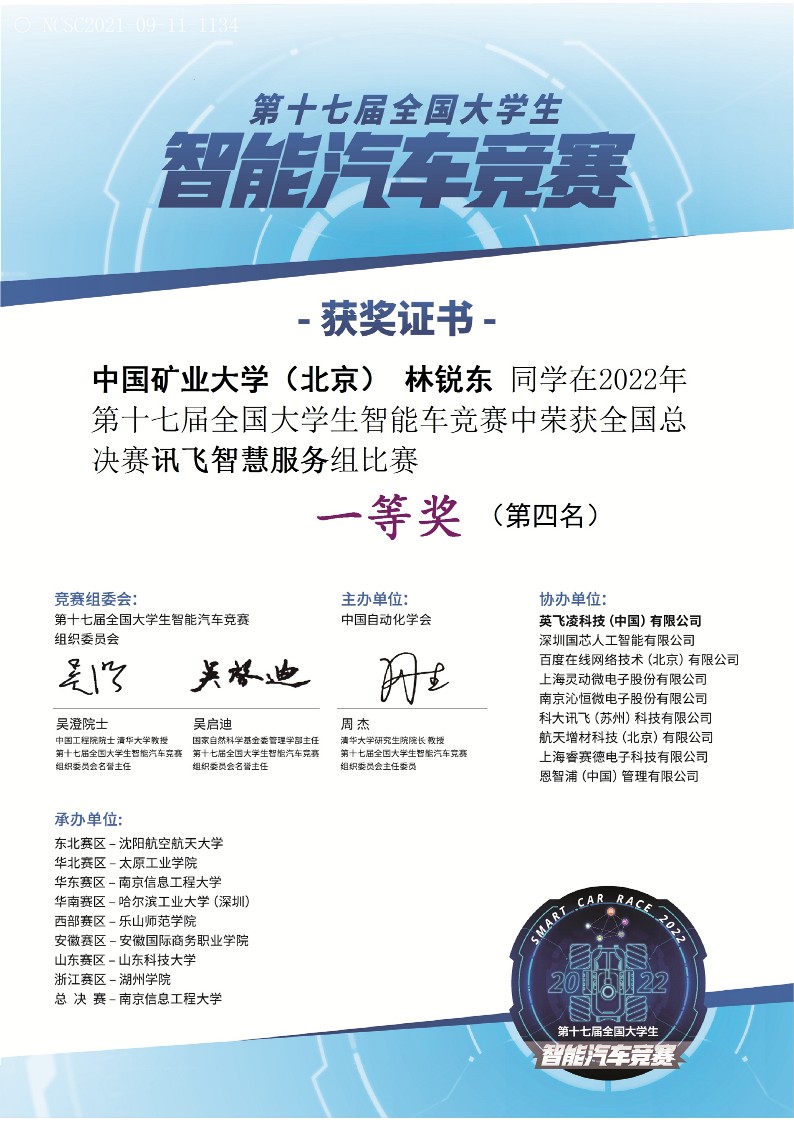 NCSC2021-09-11-1134
第十七届全国大学生
智能汽车竞赛
- 获奖证书 -
中国矿业大学（北京） 林锐东 同学在2022年
第十七届全国大学生智能车竞赛中荣获全国总
决赛讯飞智慧服务组比赛
一等奖 （第四名）
竞赛组委会：
第十七届全国大学生智能汽车竞赛
组织委员会
吴澄院士
中国工程院院士 清华大学教授
第十七届全国大学生智能汽车竞赛
组织委员会名誉主任
吴启迪
吴启迪
国家自然科学基金委管理学部主任
第十七届全国大学生智能汽车竞赛
组织委员会名誉主任
主办单位：
中国自动化学会
周 杰
清华大学研究生院院长 教授
第十七届全国大学生智能汽车竞赛
组织委员会主任委员
协办单位：
英飞凌科技（中国）有限公司
深圳国芯人工智能有限公司
百度在线网络技术（北京）有限公司
上海灵动微电子股份有限公司
南京沁恒微电子股份有限公司
科大讯飞（苏州）科技有限公司
航天增材科技（北京）有限公司
上海睿赛德电子科技有限公司
恩智浦（中国）管理有限公司
承办单位：
东北赛区 – 沈阳航空航天大学
华北赛区 – 太原工业学院
华东赛区 – 南京信息工程大学
华南赛区 – 哈尔滨工业大学（深圳）
西部赛区 – 乐山师范学院
安徽赛区 – 安徽国际商务职业学院
山东赛区 – 山东科技大学
浙江赛区 – 湖州学院
总 决 赛 – 南京信息工程大学
SMART CAR RACE 2022
2022
第十七届全国大学生
智能汽车竞赛